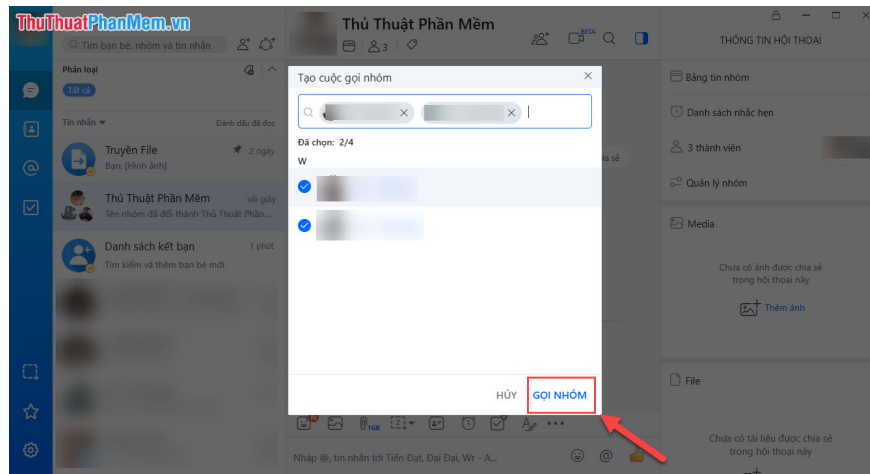 ThuThuatPhanMem.vn
Tìm bạn bè, nhóm và tin nhắn
Phân loại
Tất cả
Tin nhắn
Đánh dấu đã đọc
Truyền File
2 ngày
Bạn: [Hình ảnh]
Thủ Thuật Phần Mềm
vài giây
Tên nhóm đã đổi thành Thủ Thuật Phần...
Danh sách kết bạn
1 phút
Tìm kiếm và thêm bạn bè mới
Thủ Thuật Phần Mềm
3
BETA
Tạo cuộc gọi nhóm
Đã chọn: 2/4
W
HỦY
GỌI NHÓM
ia sẻ
1GB
Nhập @, tin nhắn tới Tiến Đạt, Đại Đại, Wr - A...
THÔNG TIN HỘI THOẠI
Bảng tin nhóm
Danh sách nhắc hẹn
3 thành viên
Quản lý nhóm
Media
Chưa có ảnh được chia sẻ
trong hội thoại này
Thêm ảnh
File
Chưa có tài liệu được chia sẻ
trong hội thoại này